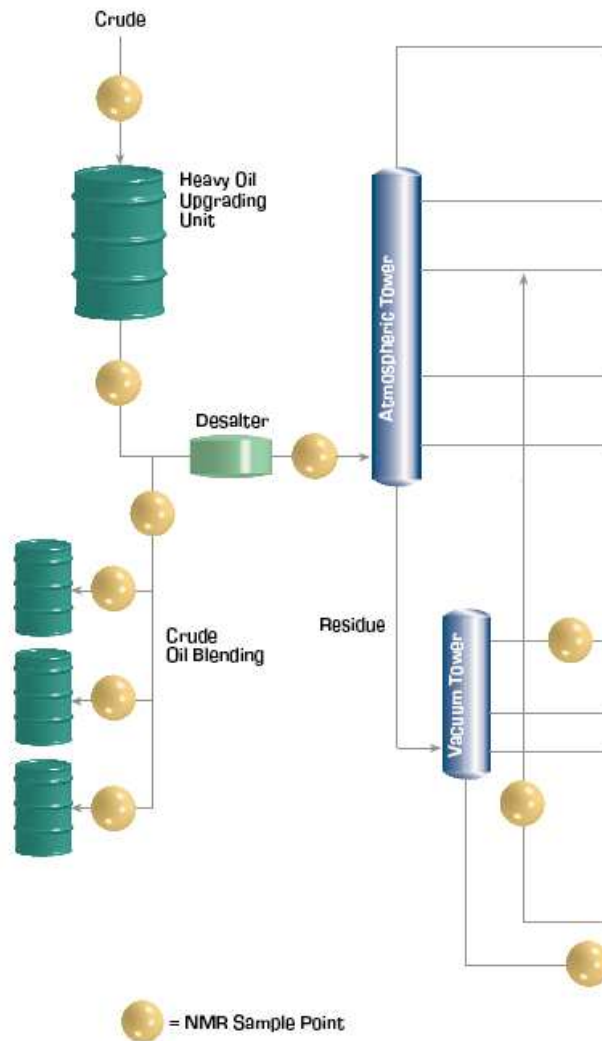 Crude
Heavy Oil
Upgrading
Unit
Atmospheric Tower
Desalter
Crude
Oil Blending
Residue
Vacuum Tower
= NMR Sample Point